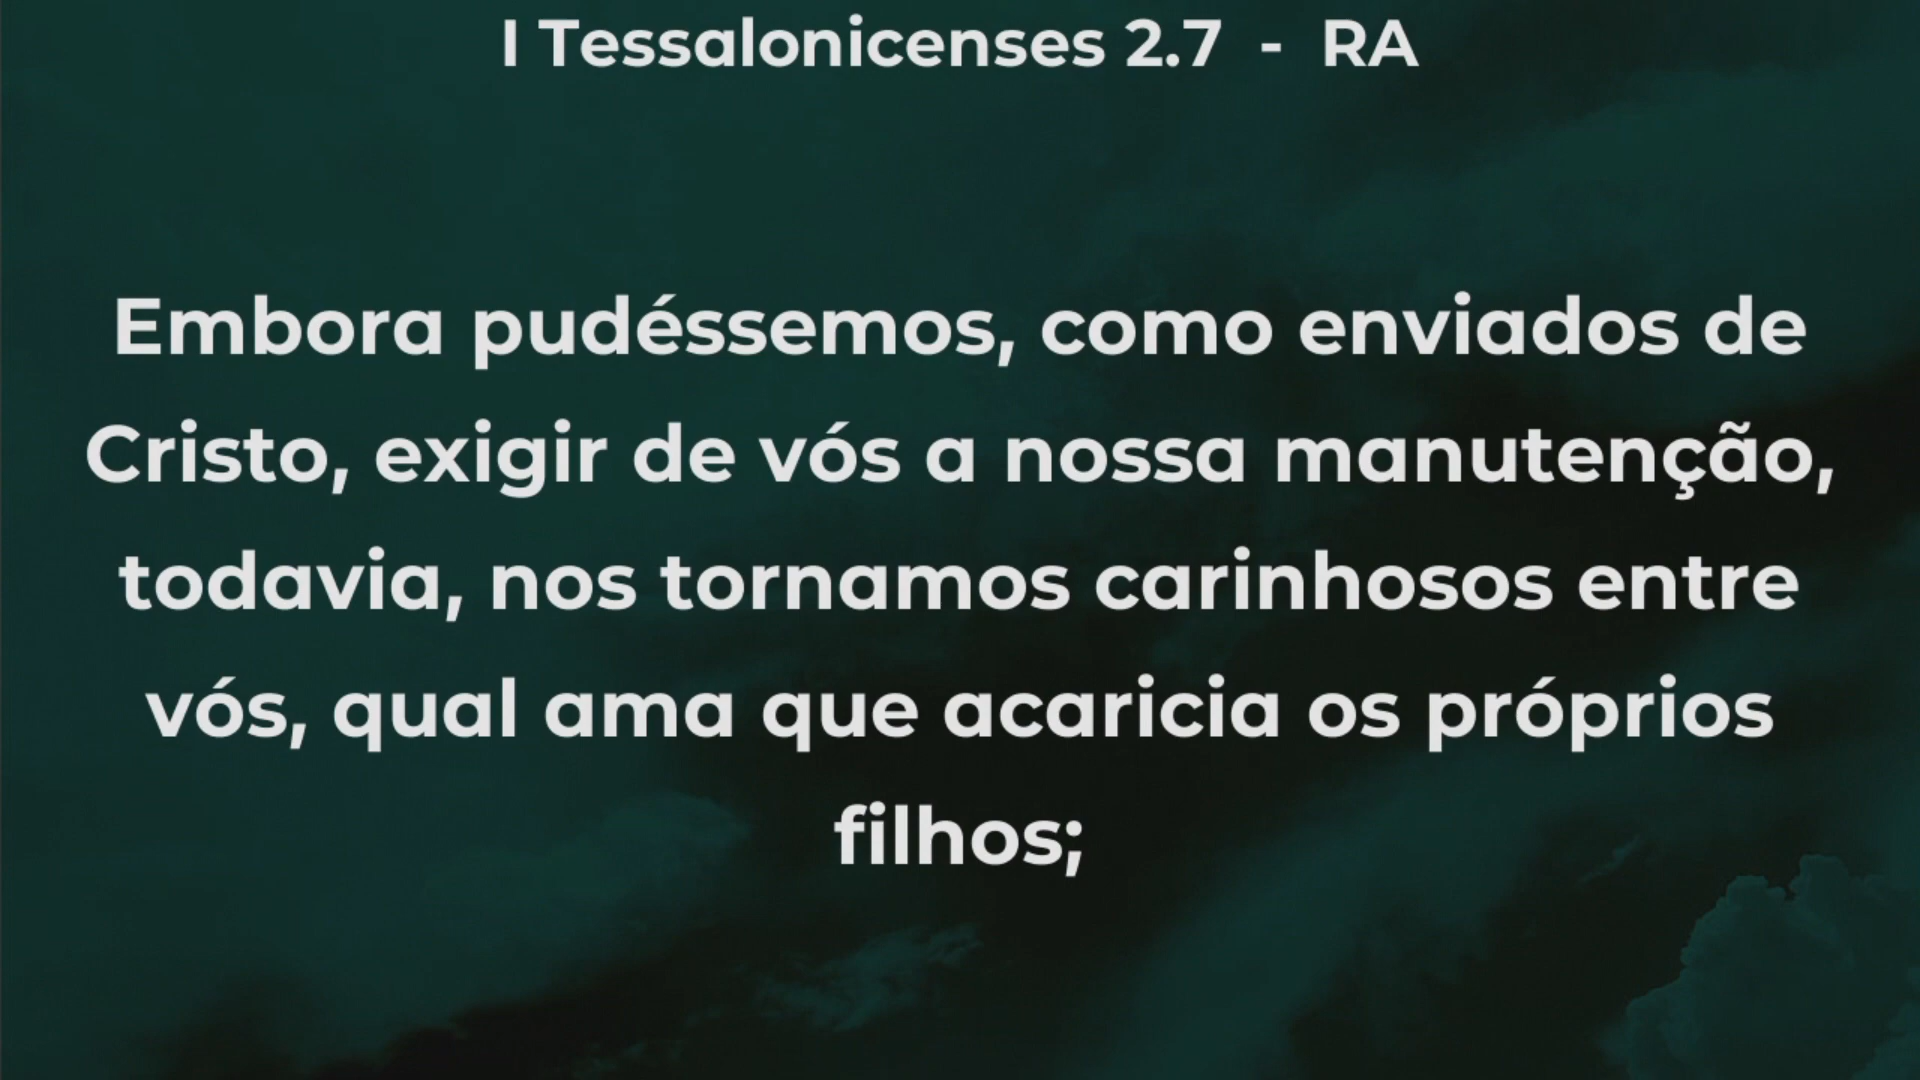 I Tessalonicenses 2.7 - RA
Embora pudéssemos, como enviados de
Cristo, exigir de vós a nossa manutenção,
todavia, nos tornamos carinhosos entre
vós, qual ama que acaricia os próprios
filhos;